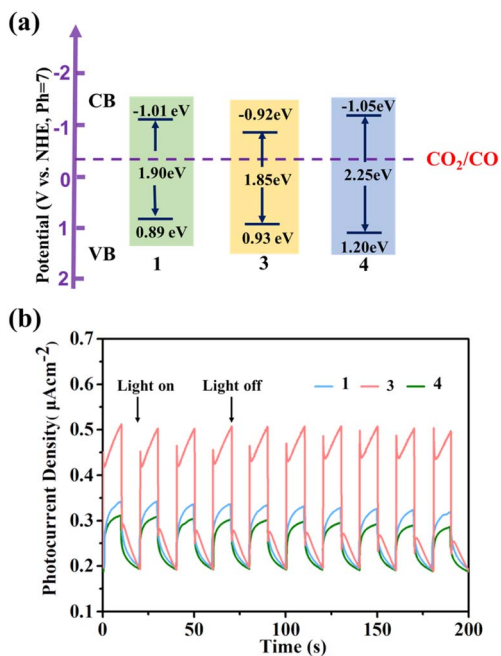 (a)
Potential (V vs. NHE, Ph=7)
-2
-1
0
1
2
CB
VB
-1.01 eV
1.90eV
0.89 eV
1
-0.92eV
1.85eV
0.93 eV
3
-1.05eV
2.25eV
1.20eV
4
CO₂/CO
(b)
Photocurrent Density( μAcm⁻²)
0.7
0.6
0.5
0.4
0.3
0.2
0.1
Light on
Light off
1
3
4
0
50
100
150
200
Time (s)